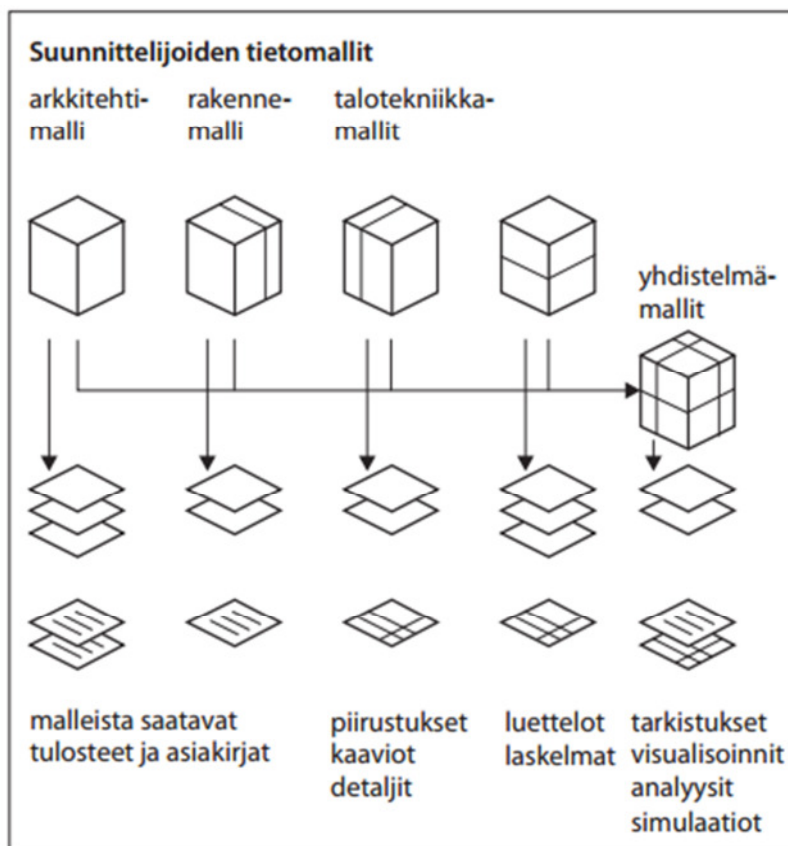 Suunnittelijoiden tietomallit
arkkitehti-
malli
rakenne-
malli
talotekniikka-
mallit
yhdistelmä-
mallit
malleista saatavat
tulosteet ja asiakirjat
piirustukset
kaaviot
detaljit
luettelot
laskelmat
tarkistukset
visualisoinnit
analyysit
simulaatiot